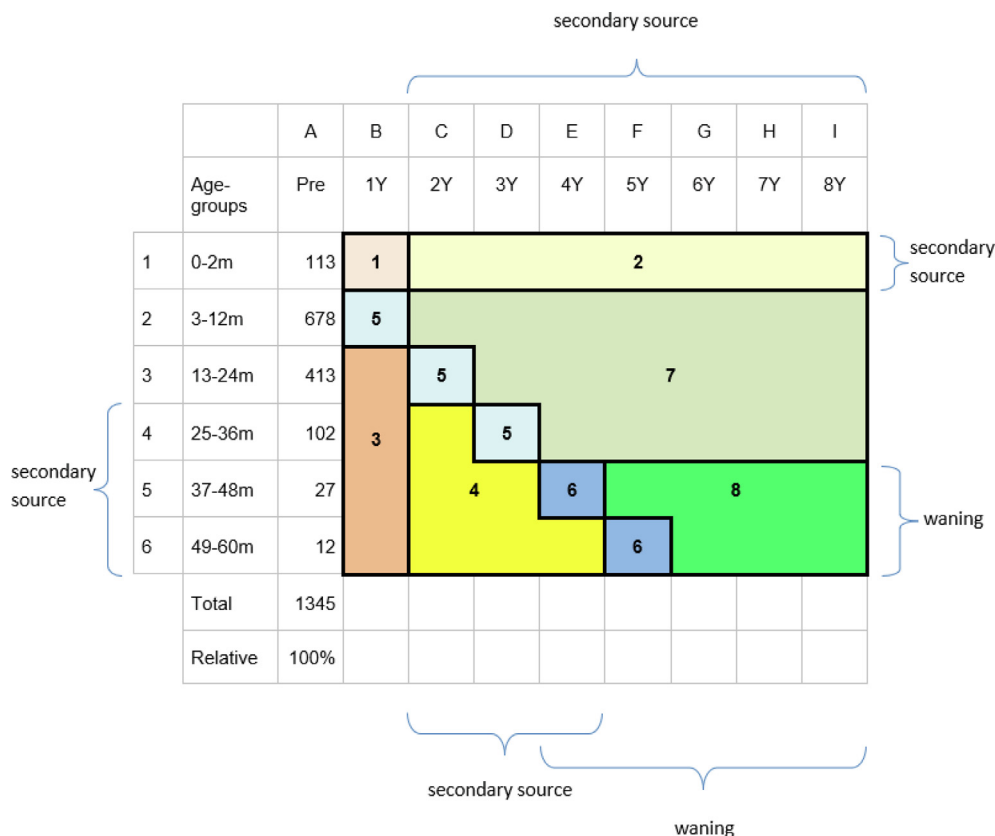 secondary source
A B C D E F G H I
Age-
groups Pre 1Y 2Y 3Y 4Y 5Y 6Y 7Y 8Y
1 0-2m 113 1 2
secondary
source
2 3-12m 678 5
3 13-24m 413 5 7
4 25-36m 102 3 5
secondary
source
5 37-48m 27 4 6 8
waning
6 49-60m 12 6
Total 1345
Relative 100%
secondary source
waning